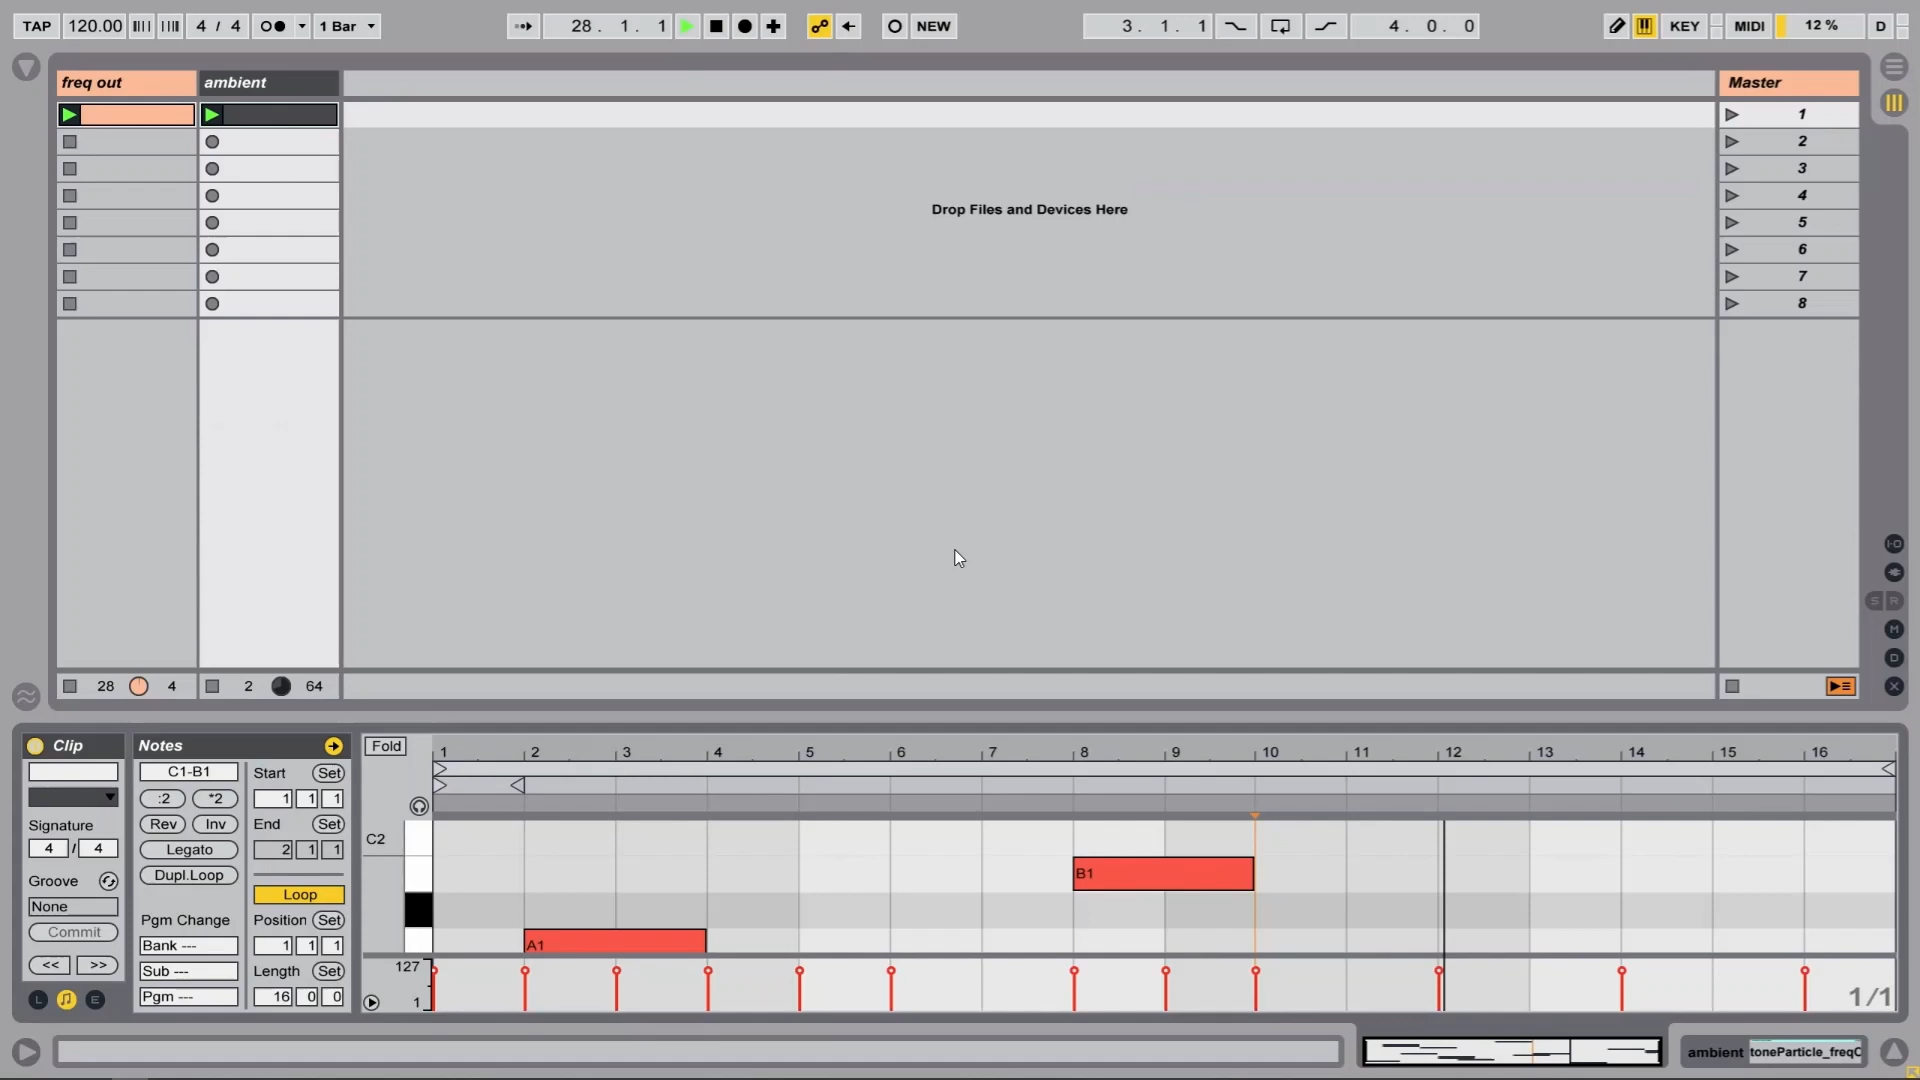 TAP 120.00 4 / 4 1 Bar 28. 1. 1 NEW 3. 1. 1 4. 0. 0 KEY MIDI 12 % D
freq out ambient Master
1
2
3
4
Drop Files and Devices Here
5
6
7
8
I-O
S R
M
D
X
28 4 2 64
Clip Notes Fold 1 2 3 4 5 6 7 8 9 10 11 12 13 14 15 16
C1-B1 Start Set
:2 *2 1 1 1
Signature Rev Inv End Set
4 / 4 Legato 2 1 1
C2
Groove Dupl.Loop
None Loop
B1
Commit Pgm Change Position Set
Bank --- 1 1 1
A1
<< >> Sub --- Length Set
127
L E Pgm --- 16 0 0
1
1/1
ambient toneParticle_freqC